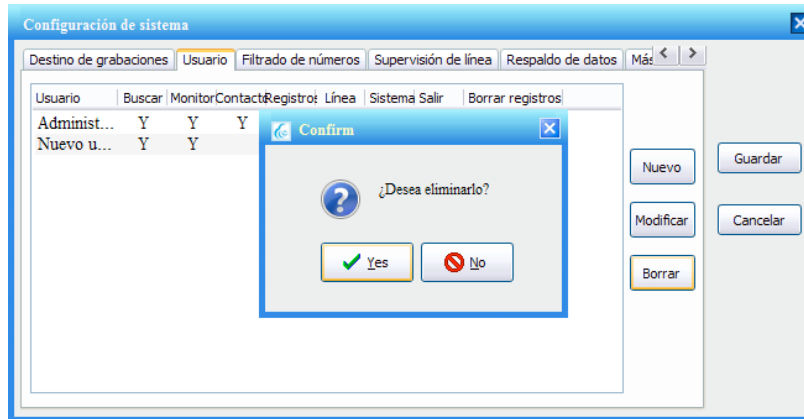 Configuración de sistema
Destino de grabaciones Usuario Filtrado de números Supervisión de línea Respaldo de datos Más
Usuario Buscar Monitor Contacto Registros Línea Sistema Salir Borrar registros
Administ... Y Y Y
Nuevo u... Y Y
Confirm
¿Desea eliminarlo?
Yes No
Nuevo
Modificar
Borrar
Guardar
Cancelar